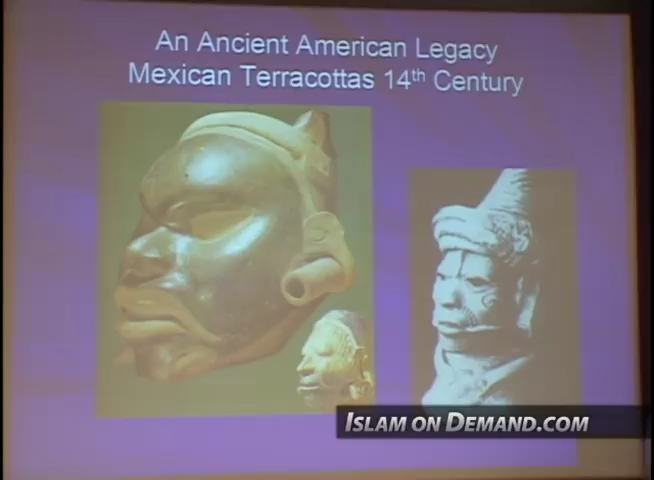 An Ancient American Legacy
Mexican Terracottas 14th Century
ISLAM ON DEMAND.COM